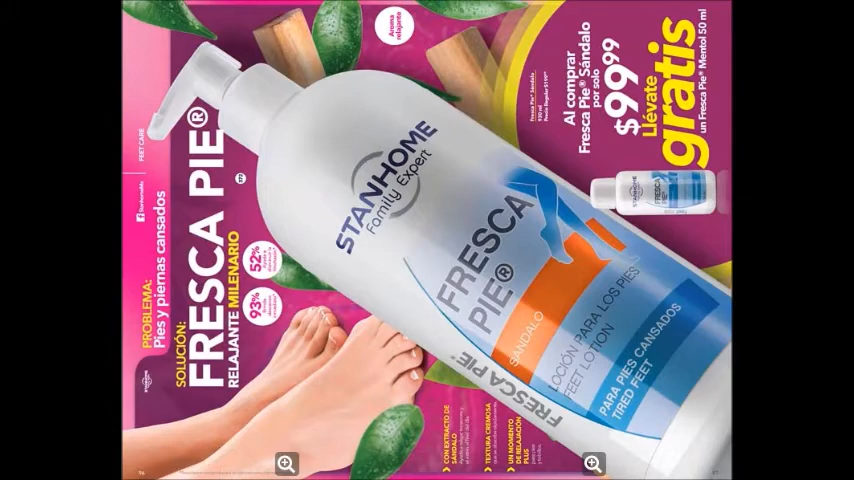 FEET CARE
PROBLEMA:
Pies y piernas cansados
SOLUCIÓN:
FRESCA PIE®
RELAJANTE MILENARIO
93%
52%
Aroma
relajante
STANHOME
Family Expert
FRESCA
PIE®
SÁNDALO
LOCIÓN PARA LOS PIES
FEET LOTION
PARA PIES CANSADOS
TIRED FEET
FRESCA PIE®
CON EXTRACTO DE
SÁNDALO
TEXTURA CREMOSA
UN MOMENTO
DE RELAJACIÓN
PLUS
Al comprar
Fresca Pie® Sándalo
por solo
$99.99
Llévate
gratis
un Fresca Pie® Mentol 50 ml
STANHOME
FRESCA
PIE®